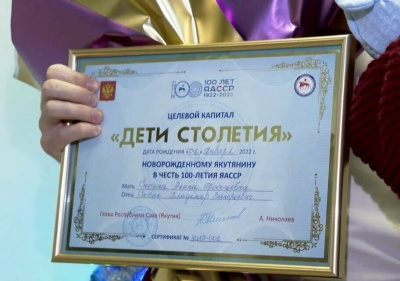 100 ЛЕТ
ЯАССР
1922-2022
ЦЕЛЕВОЙ КАПИТАЛ
«ДЕТИ СТОЛЕТИЯ»
ДАТА РОЖДЕНИЯ 2022 г.
НОВОРОЖДЕННОМУ ЯКУТЯНИНУ
В ЧЕСТЬ 100-ЛЕТИЯ ЯАССР
Мать
Отец
Глава Республики Саха (Якутия) А. Николаев
СЕРТИФИКАТ №